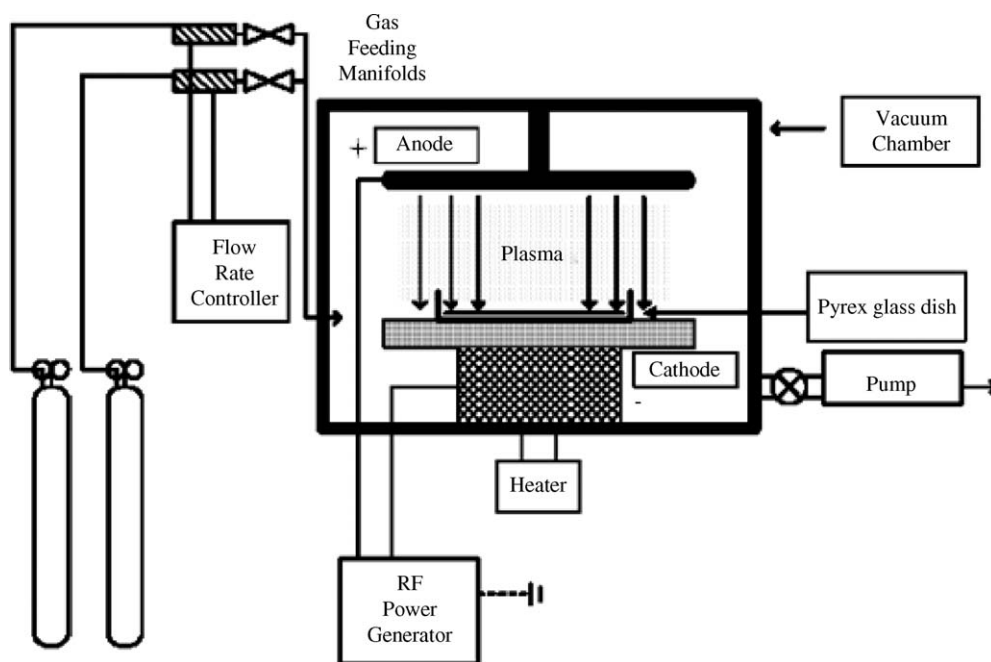 Gas
Feeding
Manifolds
Vacuum
Chamber
+
Anode
Flow
Rate
Controller
Plasma
Pyrex glass dish
Cathode
-
Pump
Heater
RF
Power
Generator